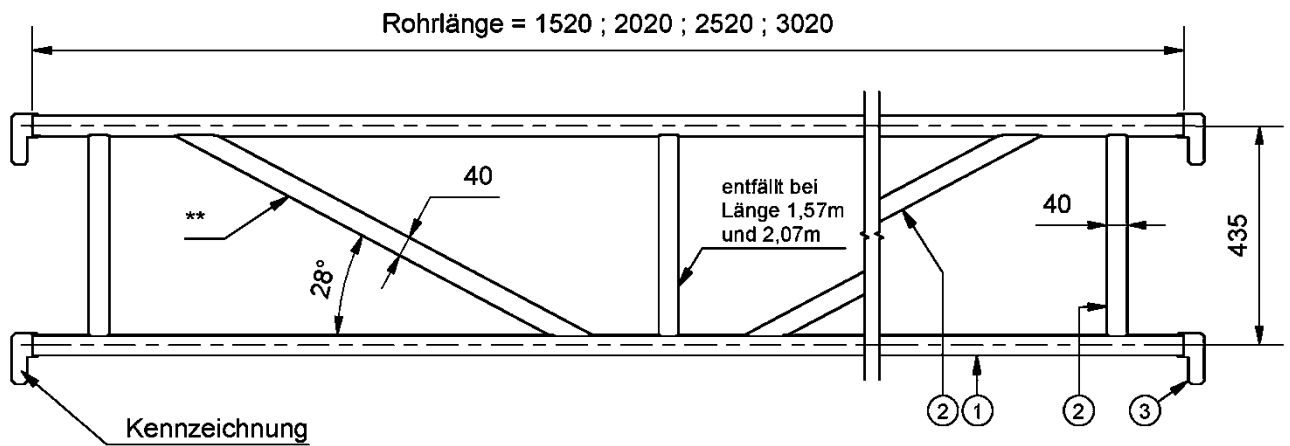 Rohrlänge = 1520 ; 2020 ; 2520 ; 3020
40
**
28°
entfällt bei
Länge 1,57m
und 2,07m
40
435
2
1
2
3
Kennzeichnung